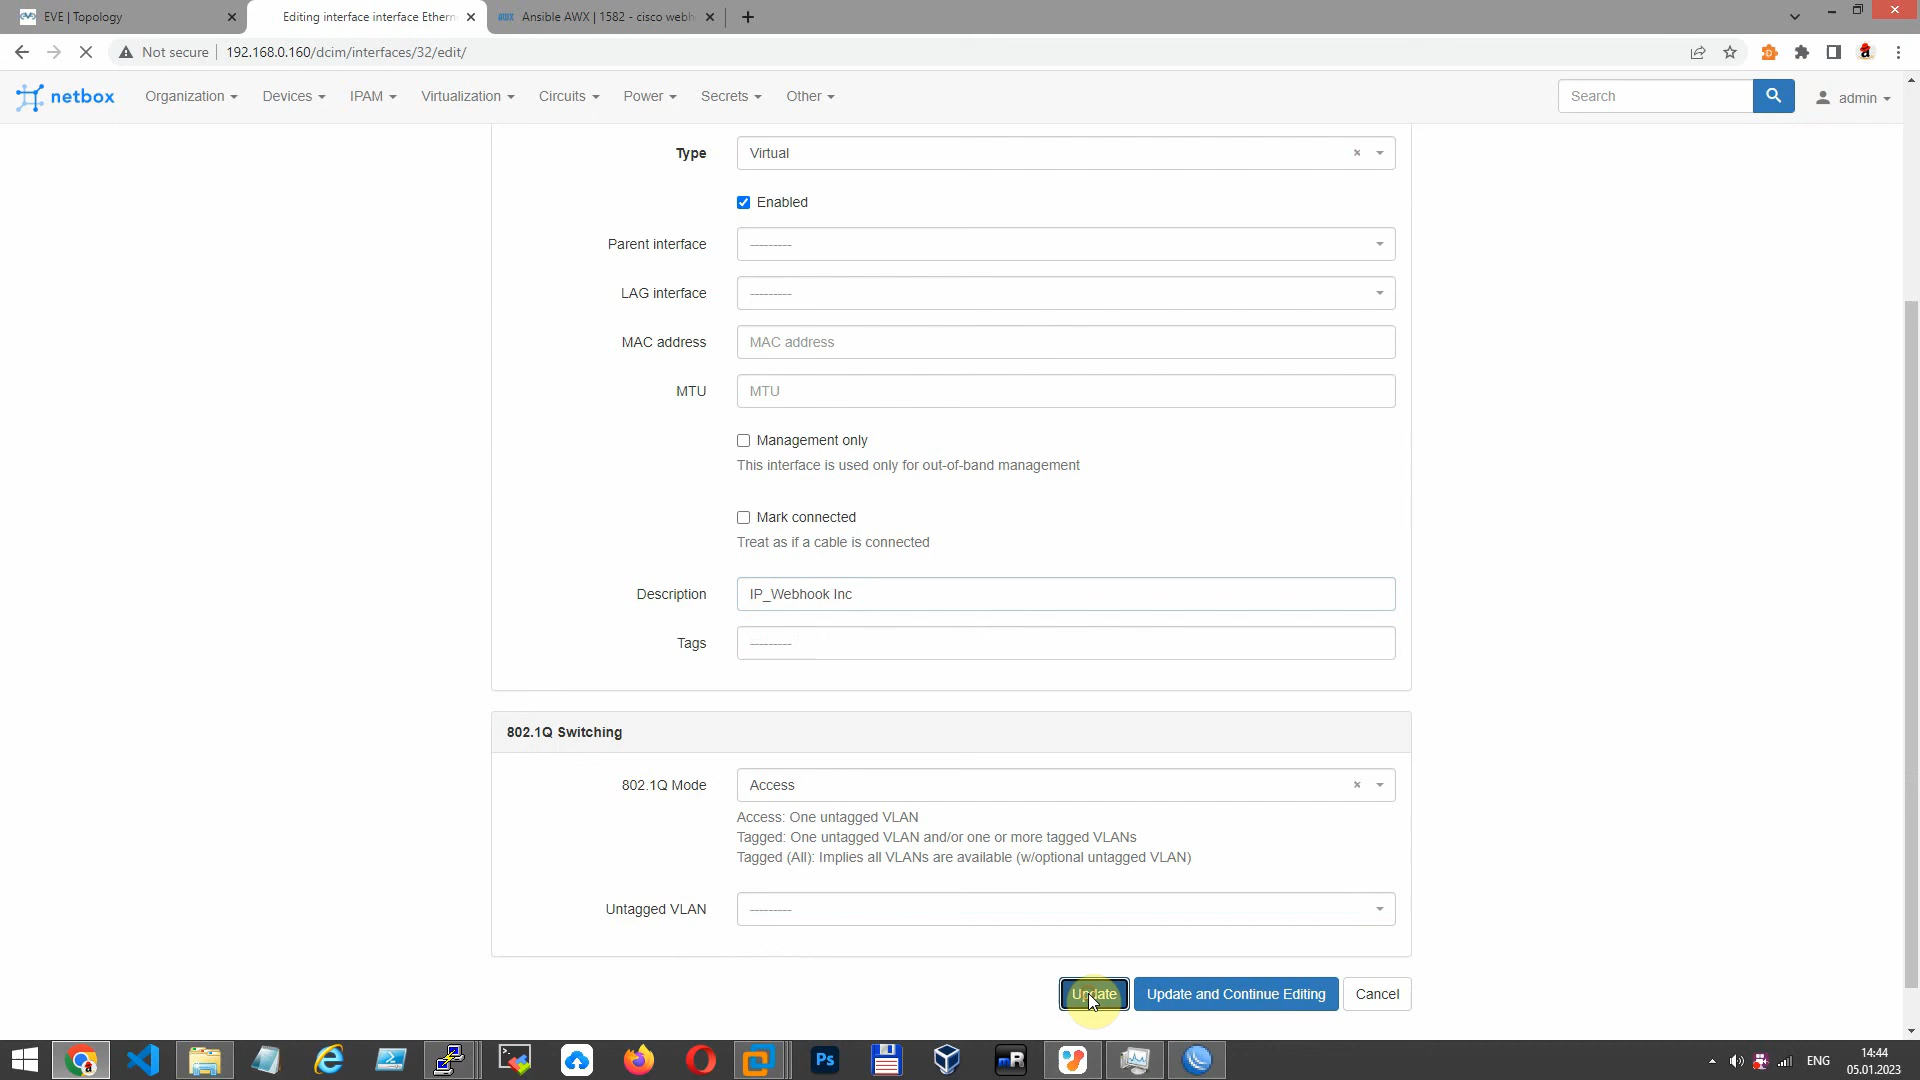 EVE | Topology
Editing interface interface Ethern
AWX
Ansible AWX | 1582 - cisco webh
Not secure
192.168.0.160/dcim/interfaces/32/edit/
netbox
Organization
Devices
IPAM
Virtualization
Circuits
Power
Secrets
Other
Search
admin
Type
Virtual
Enabled
Parent interface
---------
LAG interface
---------
MAC address
MAC address
MTU
MTU
Management only
This interface is used only for out-of-band management
Mark connected
Treat as if a cable is connected
Description
IP_Webhook Inc
Tags
---------
802.1Q Switching
802.1Q Mode
Access
Access: One untagged VLAN
Tagged: One untagged VLAN and/or one or more tagged VLANs
Tagged (All): Implies all VLANs are available (w/optional untagged VLAN)
Untagged VLAN
---------
Update
Update and Continue Editing
Cancel
Ps
mR
ENG
14:44
05.01.2023